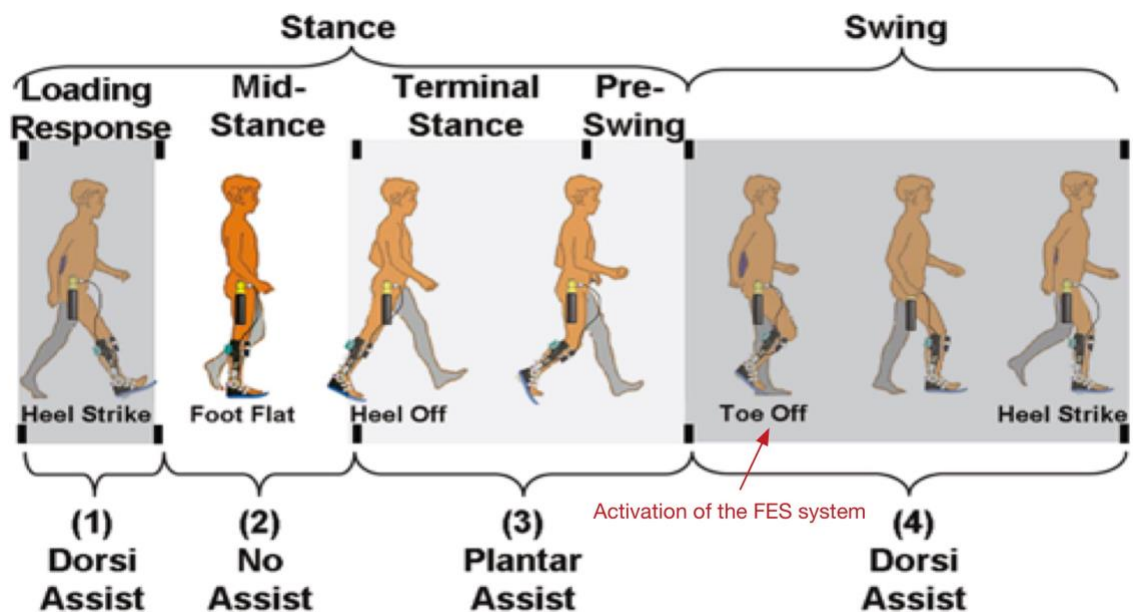 Stance
Swing
Loading
Response
Mid-
Stance
Terminal
Stance
Pre-
Swing
Heel Strike
Foot Flat
Heel Off
Toe Off
Heel Strike
Activation of the FES system
(1)
Dorsi
Assist
(2)
No
Assist
(3)
Plantar
Assist
(4)
Dorsi
Assist